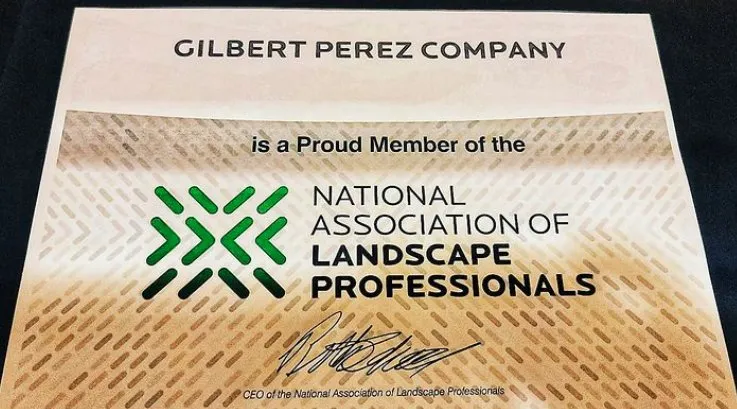 GILBERT PEREZ COMPANY
is a Proud Member of the
NATIONAL
ASSOCIATION OF
LANDSCAPE
PROFESSIONALS
CEO of the National Association of Landscape Professionals